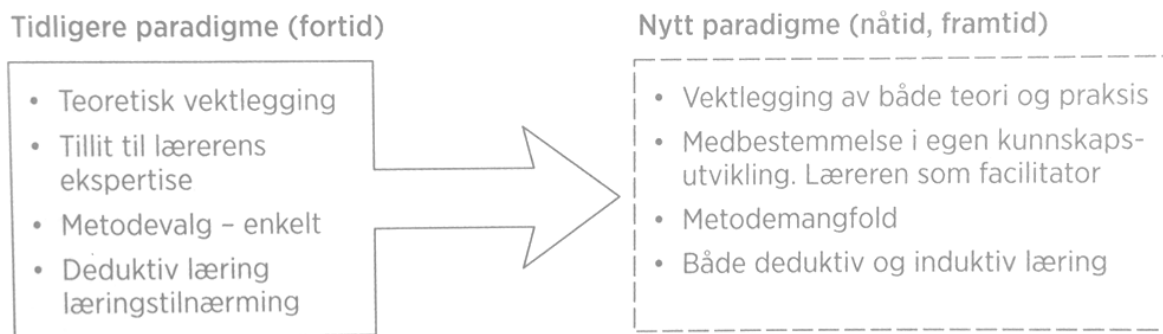 Tidligere paradigme (fortid)
• Teoretisk vektlegging
• Tillit til lærerens
ekspertise
• Metodevalg – enkelt
• Deduktiv læring
læringstilnærming
Nytt paradigme (nåtid, framtid)
• Vektlegging av både teori og praksis
• Medbestemmelse i egen kunnskaps-
utvikling. Læreren som facilitator
• Metodemangfold
• Både deduktiv og induktiv læring